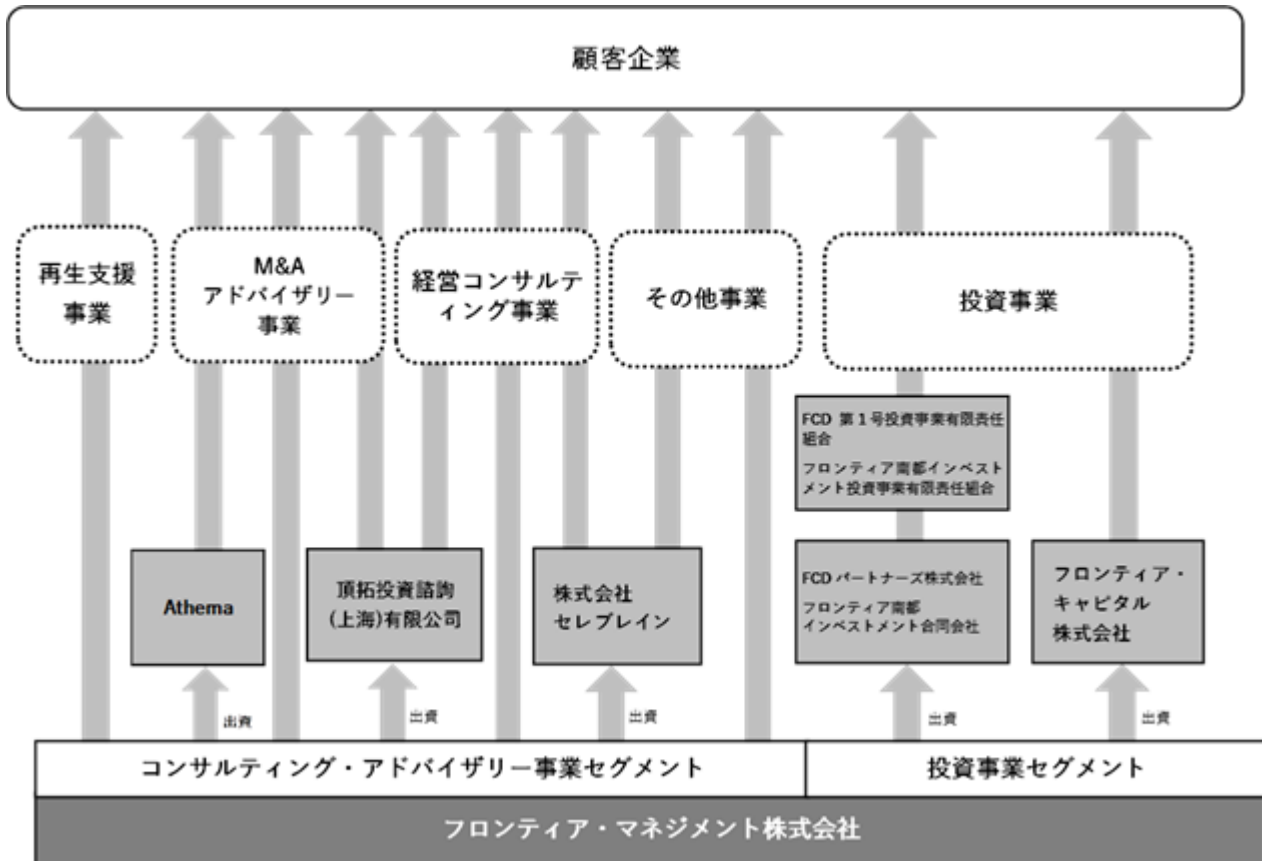 顧客企業
再生支援
事業
M&A
アドバイザリー
事業
経営コンサルテ
ィング事業
その他事業
投資事業
FCD 第1号投資事業有限責任
組合
フロンティア南都インベスト
メント投資事業有限責任組合
Athema
頂拓投資諮詢
(上海)有限公司
株式会社
セレブレイン
FCDパートナーズ株式会社
フロンティア南都
インベストメント合同会社
フロンティア・
キャピタル
株式会社
出資
出資
出資
出資
出資
コンサルティング・アドバイザリー事業セグメント
投資事業セグメント
フロンティア・マネジメント株式会社